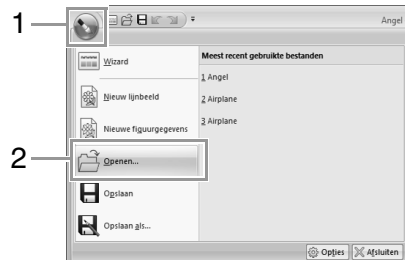 1
Angel
Wizard
Nieuw lijnbeeld
Nieuwe figuurgegevens
2
Openen...
Opslaan
Opslaan als...
Meest recent gebruikte bestanden
1 Angel
2 Airplane
3 Airplane
Opties
Afsluiten